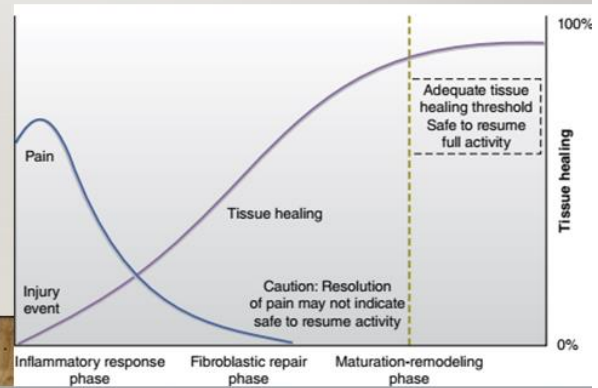 100%
Adequate tissue
healing threshold
Safe to resume
full activity
Pain
Tissue healing
Tissue healing
Injury
event
Caution: Resolution
of pain may not indicate
safe to resume activity
0%
Inflammatory response
phase
Fibroblastic repair
phase
Maturation-remodeling
phase